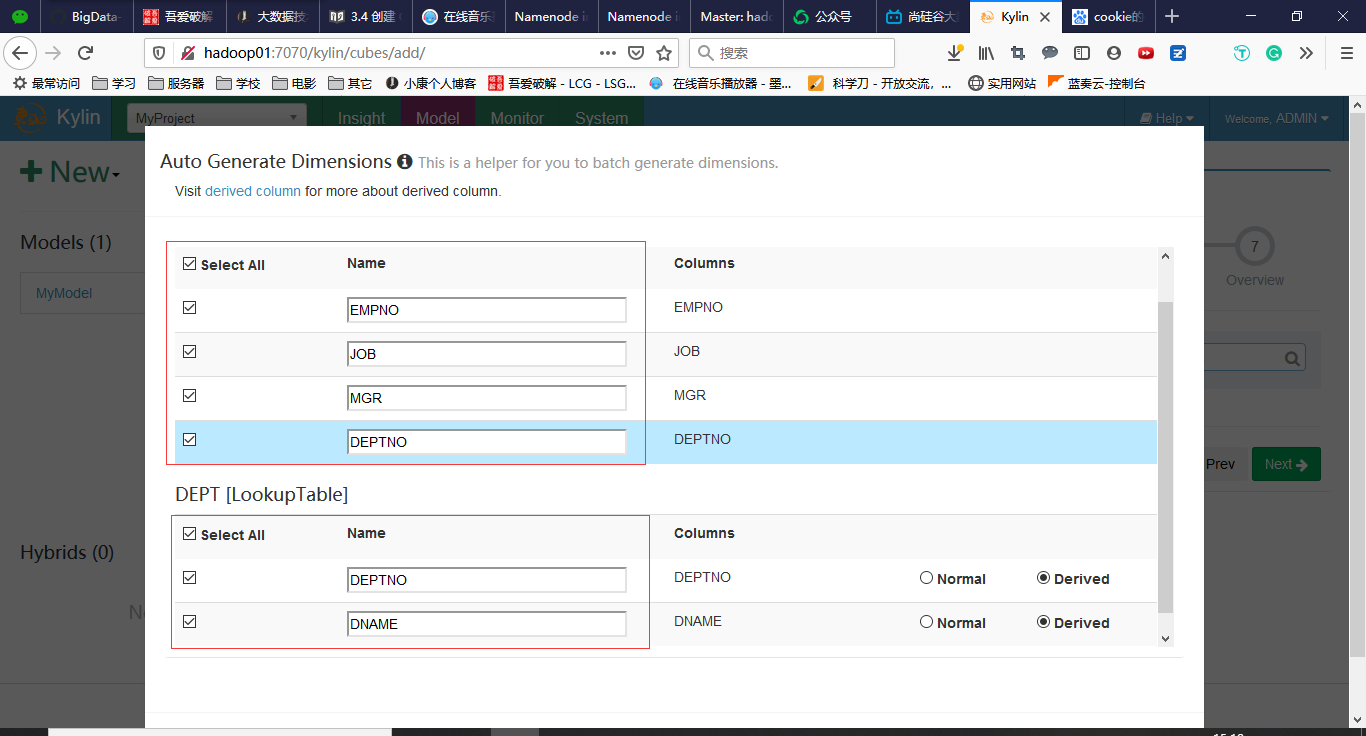 BigData-
吾爱破解
大数据技
3.4 创建
在线音乐
Namenode i
Namenode i
Master: had
公众号
尚硅谷大
Kylin
cookie的
hadoop01:7070/kylin/cubes/add/
搜索
最常访问 学习 服务器 学校 电影 其它 小康个人博客 吾爱破解 - LCG - LSG... 在线音乐播放器 - 墨... 科学刀 - 开放交流，... 实用网站 蓝奏云-控制台
Kylin
MyProject
Insight Model Monitor System
Help
Welcome, ADMIN
New
Models (1)
MyModel
Hybrids (0)
7
Overview
Prev
Next
Auto Generate Dimensions This is a helper for you to batch generate dimensions.
Visit derived column for more about derived column.
Select All Name Columns
EMPNO EMPNO
JOB JOB
MGR MGR
DEPTNO DEPTNO
DEPT [LookupTable]
Select All Name Columns
DEPTNO DEPTNO Normal Derived
DNAME DNAME Normal Derived